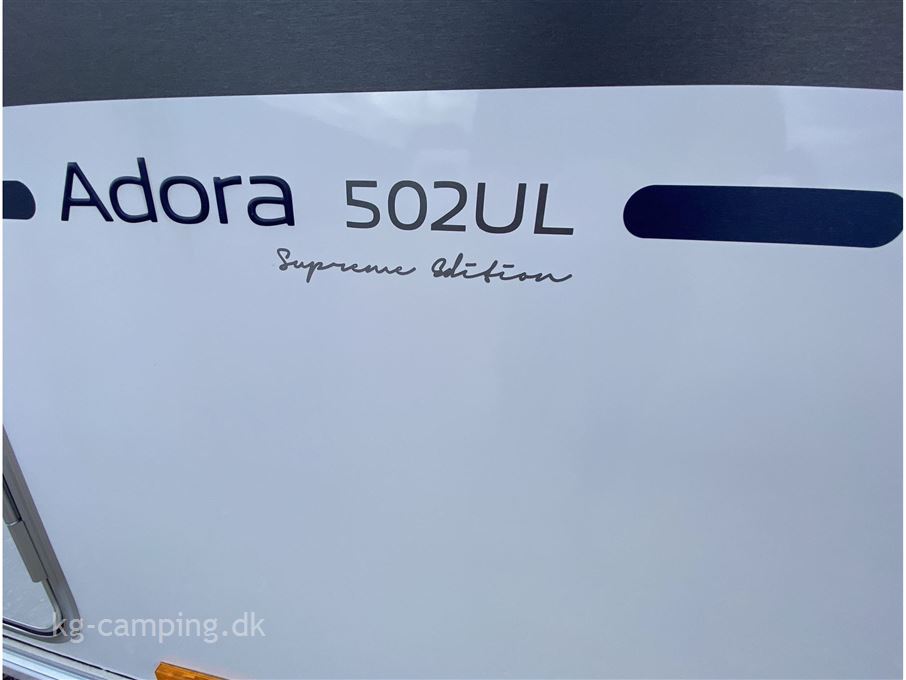 Adora 502UL
Supreme Edition
kg-camping.dk